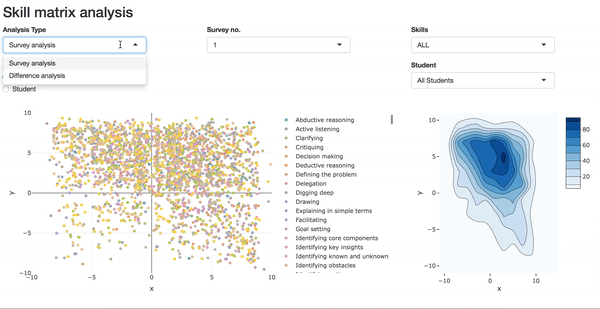 Skill matrix analysis
Analysis Type
Survey no.
Skills
Survey analysis
1
ALL
Survey analysis
Difference analysis
Student
All Students
Student
10
5
0
−5
−10
y
−10
−5
0
5
10
x
Abductive reasoning
Active listening
Clarifying
Critiquing
Decision making
Deductive reasoning
Defining the problem
Delegation
Digging deep
Drawing
Explaining in simple terms
Facilitating
Goal setting
Identifying core components
Identifying key insights
Identifying known and unknown
Identifying obstacles
10
5
0
−5
−10
y
−10
0
10
x
80
60
40
20